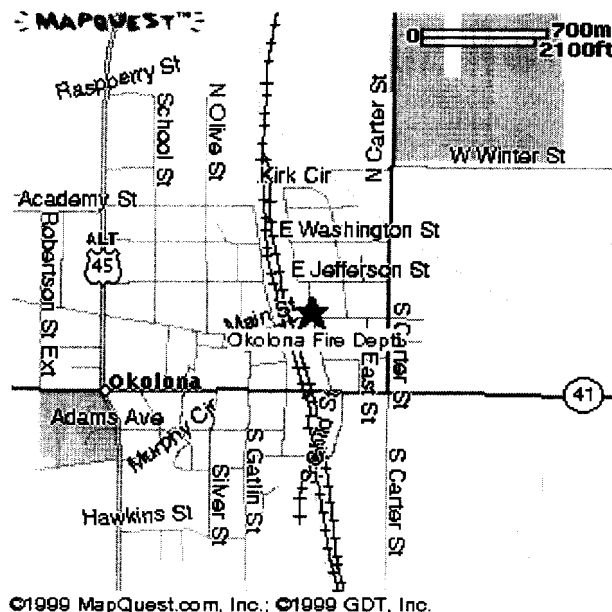 MAPQUEST™
0 700m
2100ft
Raspberry St
School St
N Olive St
N Carter St
W Winter St
Kirk Cir
Academy St
E Washington St
Robertson St Ext
ALT
45
E Jefferson St
Main St
Okolona Fire Dept.
S Carter St
East St
Okolona
41
Adams Ave
Murphy Cir
S Gatlin St
Silver St
S Carter St
Hawkins St
©1999 MapQuest.com, Inc.; ©1999 GDT, Inc.